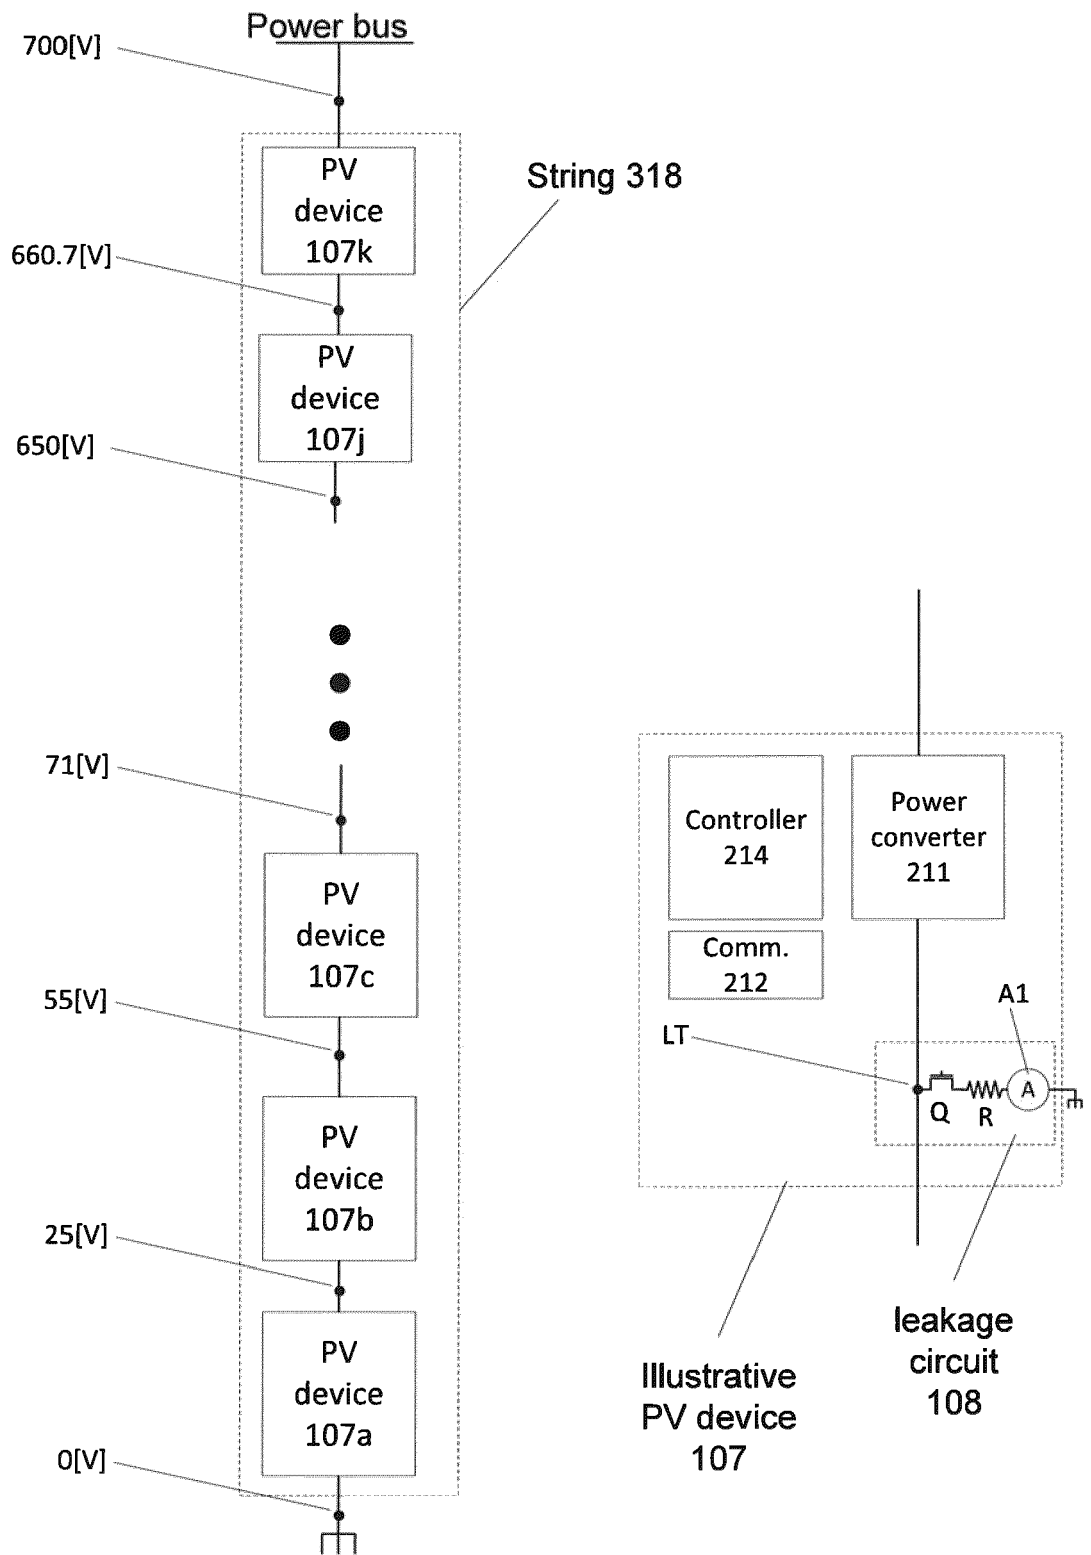 Power bus
700[V]
PV
device
107k
String 318
660.7[V]
PV
device
107j
650[V]
71[V]
PV
device
107c
55[V]
PV
device
107b
25[V]
PV
device
107a
0[V]
Controller
214
Power
converter
211
Comm.
212
A1
LT
A
Q
R
leakage
circuit
108
Illustrative
PV device
107